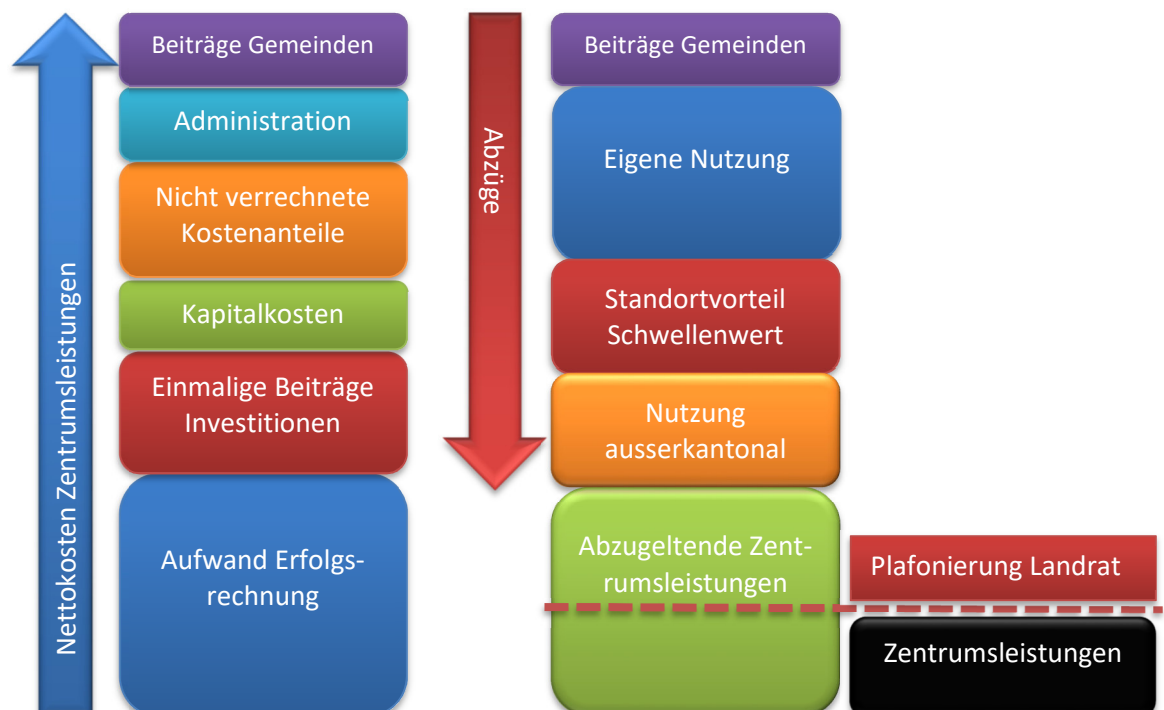 Nettokosten Zentrumsleistungen
Beiträge Gemeinden
Administration
Nicht verrechnete
Kostenanteile
Kapitalkosten
Einmalige Beiträge
Investitionen
Aufwand Erfolgs-
rechnung
Abzüge
Beiträge Gemeinden
Eigene Nutzung
Standortvorteil
Schwellenwert
Nutzung
ausserkantonal
Abzugeltende Zent-
rumsleistungen
Plafonierung Landrat
Zentrumsleistungen